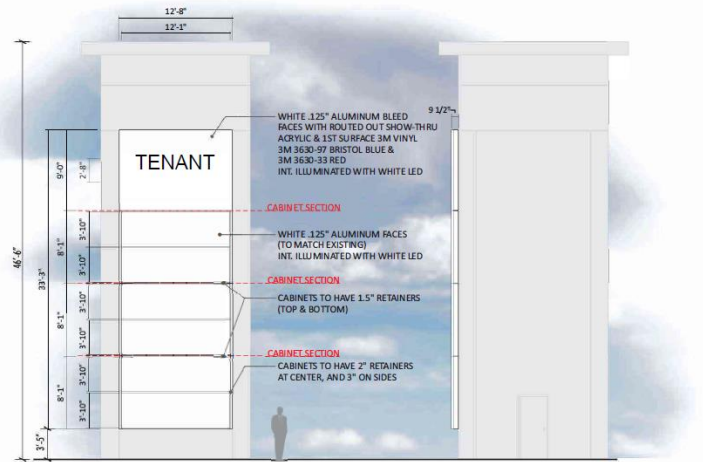 12'-8"
12'-1"
9 1/2"
WHITE .125" ALUMINUM BLEED
FACES WITH ROUTED OUT SHOW-THRU
ACRYLIC & 1ST SURFACE 3M VINYL
3M 3630-97 BRISTOL BLUE &
3M 3630-33 RED
INT. ILLUMINATED WITH WHITE LED
TENANT
9'-0"
2'-8"
CABINET SECTION
3'-10"
8'-1"
WHITE .125" ALUMINUM FACES
(TO MATCH EXISTING)
INT. ILLUMINATED WITH WHITE LED
46'-6"
33'-3"
3'-10"
CABINET SECTION
3'-10"
8'-1"
CABINETS TO HAVE 1.5" RETAINERS
(TOP & BOTTOM)
3'-10"
CABINET SECTION
CABINETS TO HAVE 2" RETAINERS
AT CENTER, AND 3" ON SIDES
3'-10"
8'-1"
3'-10"
3'-5"